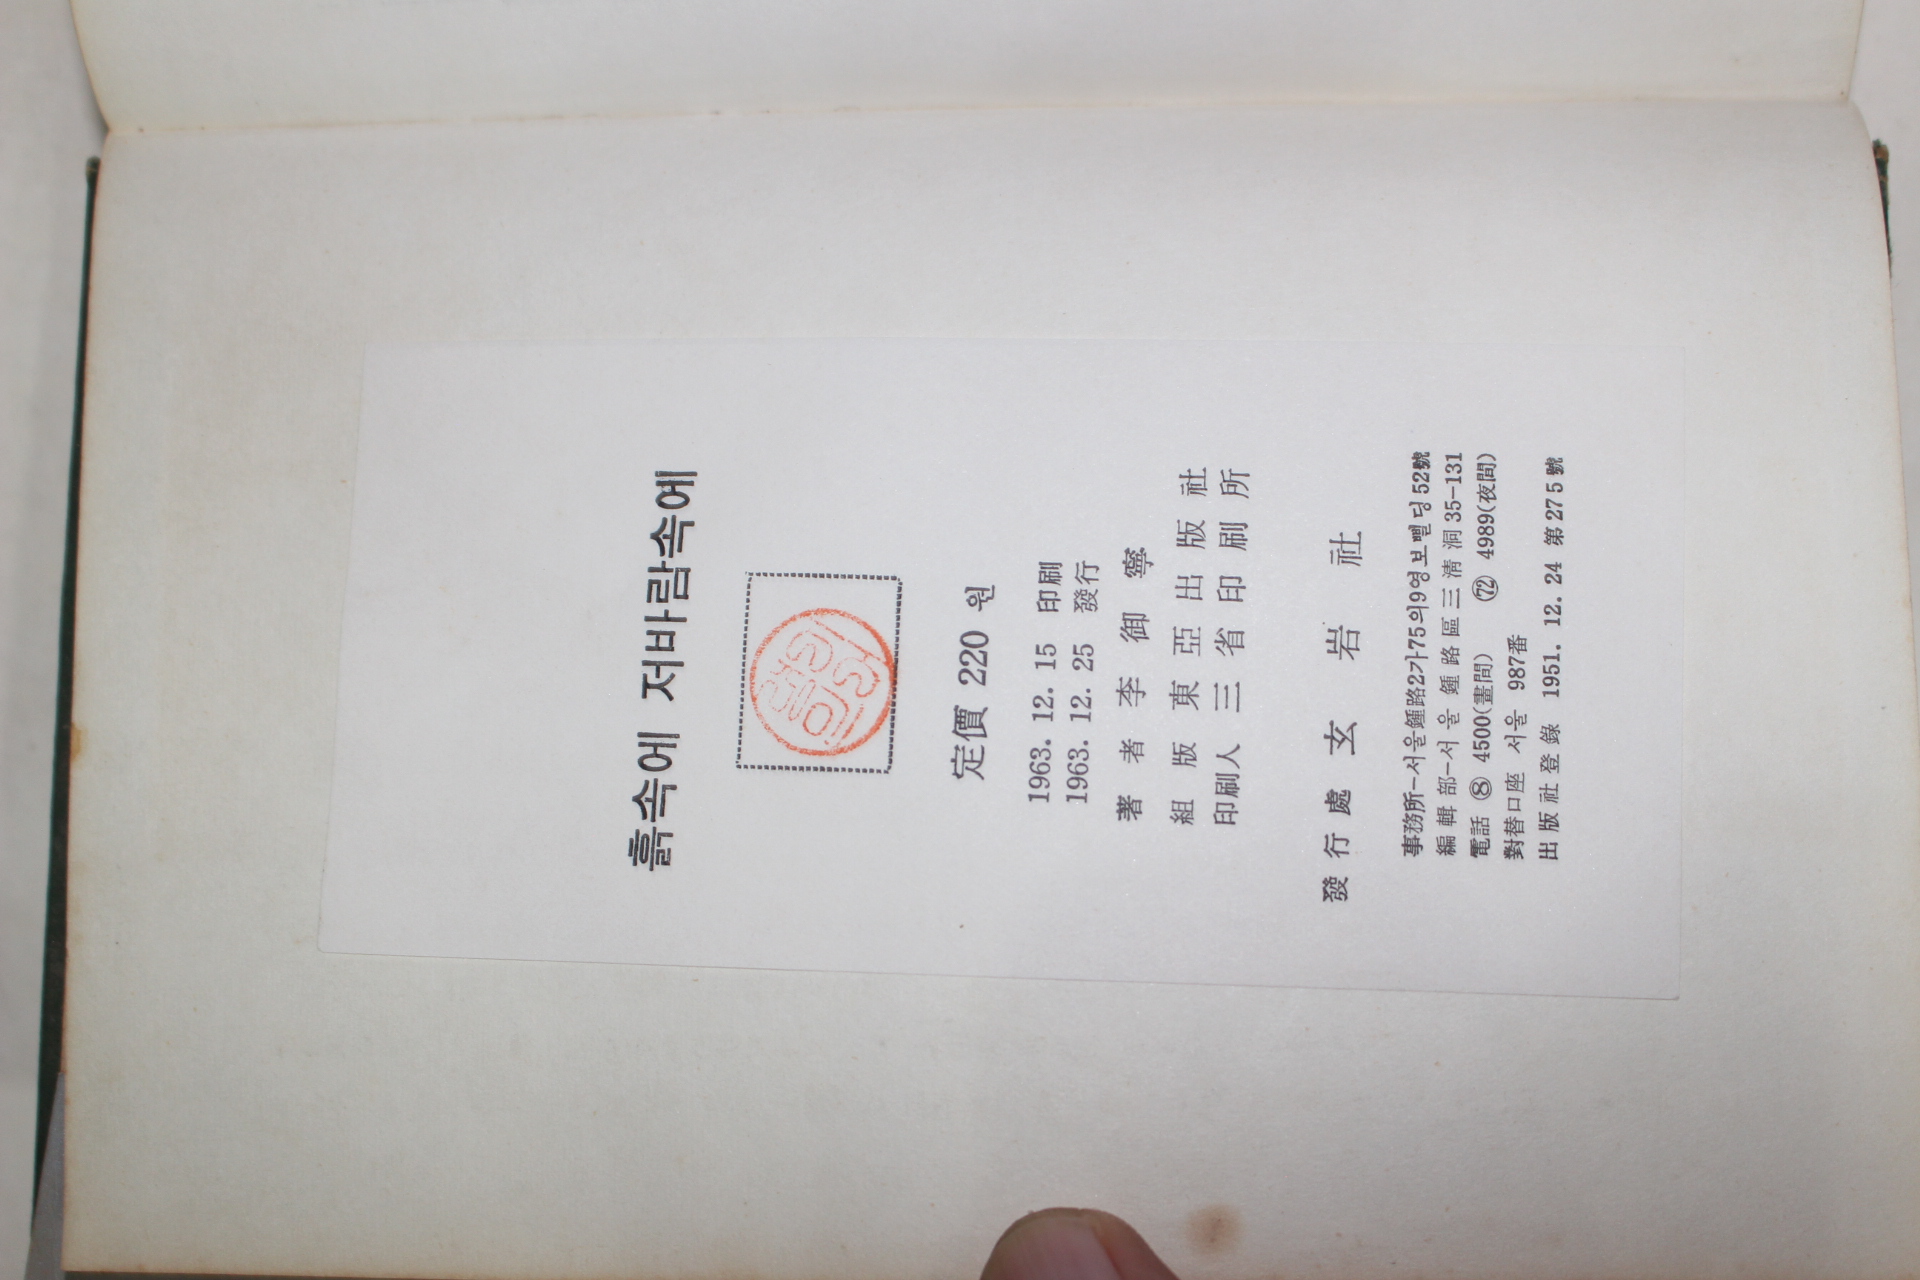 흙속에 저바람속에
定價 220 원
1963. 12. 15 印刷
1963. 12. 25 發行
著者 李御寧
組版 東亞出版社
印刷人 三省印刷所
發行處 玄岩社
事務所-서울鍾路2가75의9영보삘딩52號
編輯部-서울 鍾路區三清洞35-131
電話 ⑧ 4500(晝間) ㊆ 4989(夜間)
對替口座 서울 987番
出版社登錄 1951. 12. 24 第275號